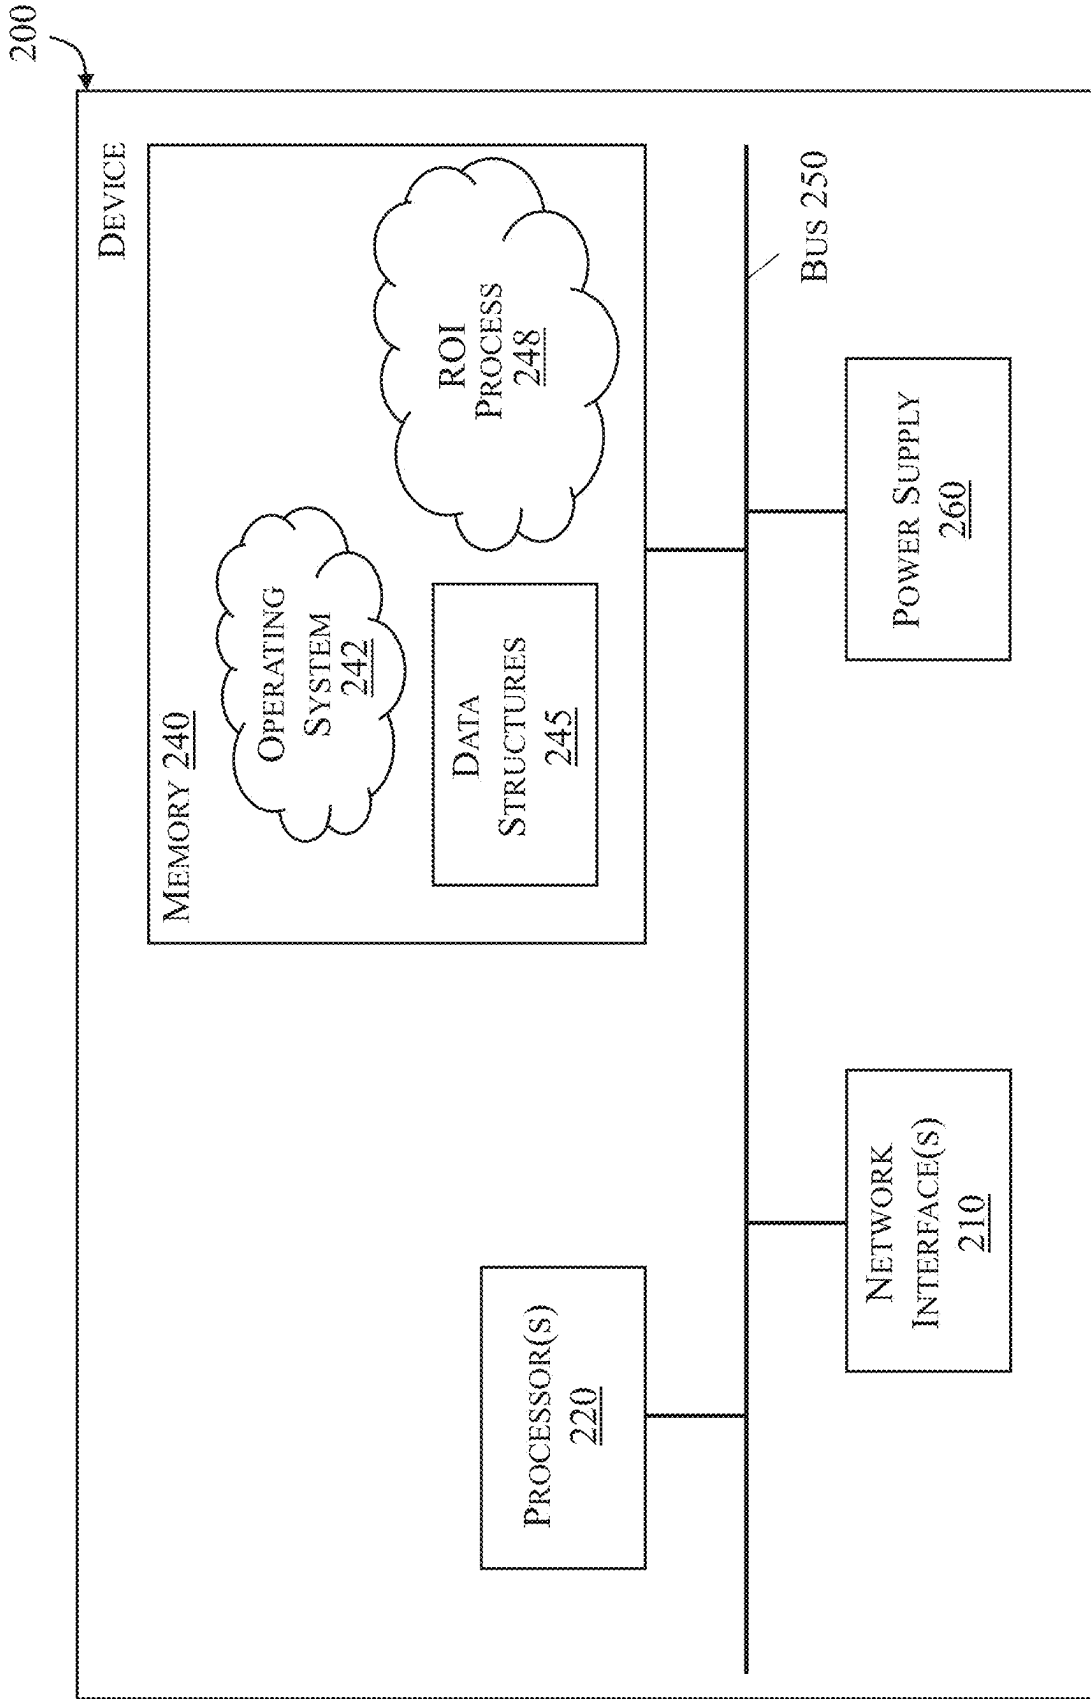 200
DEVICE
MEMORY 240
OPERATING
SYSTEM
242
DATA
STRUCTURES
245
ROI
PROCESS
248
PROCESSOR(S)
220
BUS 250
NETWORK
INTERFACE(S)
210
POWER SUPPLY
260